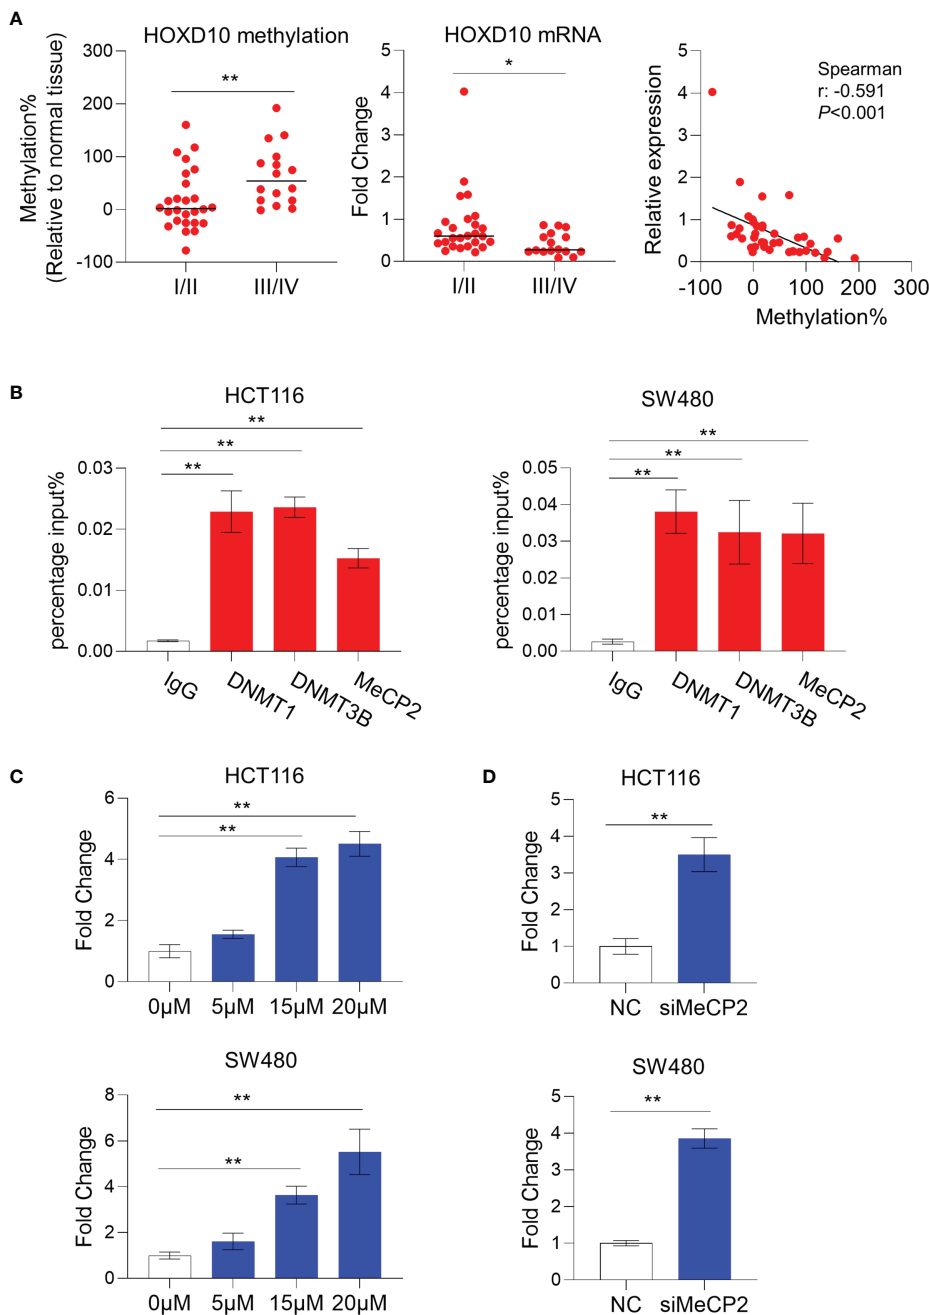 A
HOXD10 methylation
Methylation%
(Relative to normal tissue)
300
200
100
0
-100
**
I/II
III/IV
HOXD10 mRNA
Fold Change
5
4
3
2
1
0
*
I/II
III/IV
Relative expression
5
4
3
2
1
0
Spearman
r: -0.591
P<0.001
-100
0
100
200
300
Methylation%
B
HCT116
**
**
**
percentage input%
0.03
0.02
0.01
0.00
IgG
DNMT1
DNMT3B
MeCP2
SW480
**
**
**
percentage input%
0.05
0.04
0.03
0.02
0.01
0.00
IgG
DNMT1
DNMT3B
MeCP2
C
HCT116
**
**
Fold Change
6
4
2
0
0µM
5µM
15µM
20µM
SW480
**
**
Fold Change
8
6
4
2
0
0µM
5µM
15µM
20µM
D
HCT116
**
Fold Change
5
4
3
2
1
0
NC
siMeCP2
SW480
**
Fold Change
5
4
3
2
1
0
NC
siMeCP2